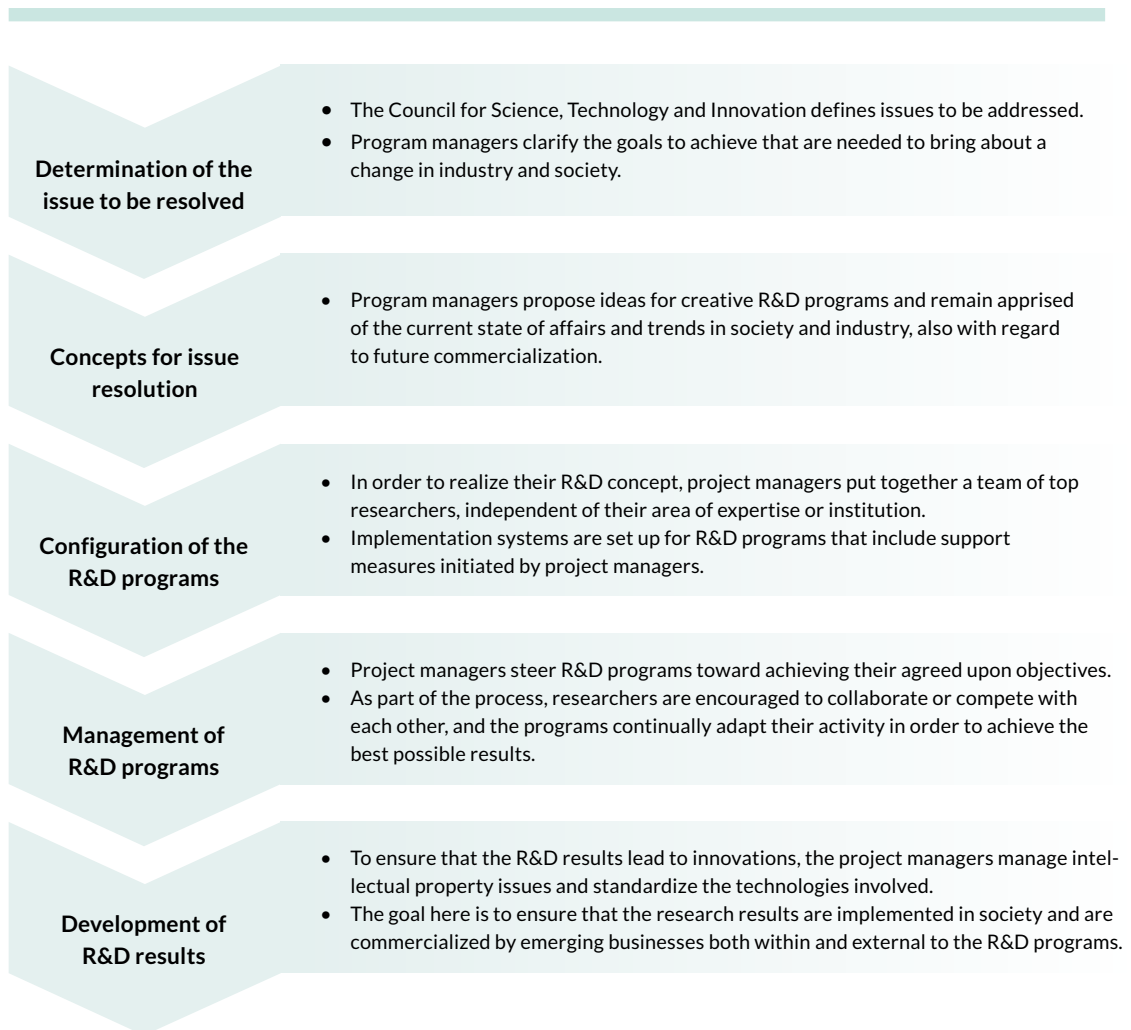 Determination of the
issue to be resolved
• The Council for Science, Technology and Innovation defines issues to be addressed.
• Program managers clarify the goals to achieve that are needed to bring about a
change in industry and society.
Concepts for issue
resolution
• Program managers propose ideas for creative R&D programs and remain apprised
of the current state of affairs and trends in society and industry, also with regard
to future commercialization.
Configuration of the
R&D programs
• In order to realize their R&D concept, project managers put together a team of top
researchers, independent of their area of expertise or institution.
• Implementation systems are set up for R&D programs that include support
measures initiated by project managers.
Management of
R&D programs
• Project managers steer R&D programs toward achieving their agreed upon objectives.
• As part of the process, researchers are encouraged to collaborate or compete with
each other, and the programs continually adapt their activity in order to achieve the
best possible results.
Development of
R&D results
• To ensure that the R&D results lead to innovations, the project managers manage intel-
lectual property issues and standardize the technologies involved.
• The goal here is to ensure that the research results are implemented in society and are
commercialized by emerging businesses both within and external to the R&D programs.